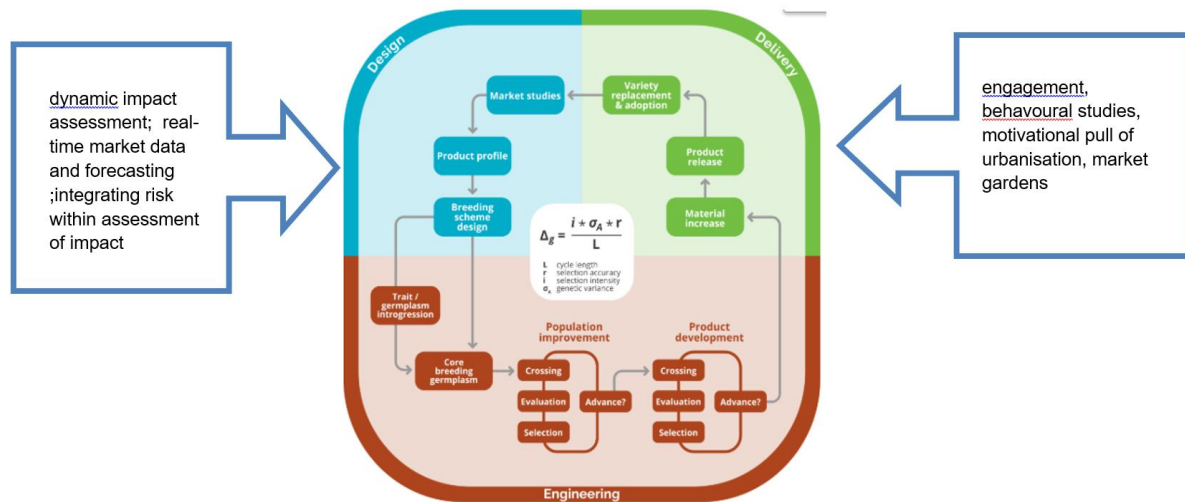 dynamic impact
assessment;  real-
time market data
and forecasting
;integrating risk
within assessment
of impact
Design
Market studies
Product profile
Breeding
scheme
design
Delivery
Variety
replacement
& adoption
Product
release
Material
increase
Δg = i * σA * r
L
L cycle length
r selection accuracy
i selection intensity
σA genetic variance
Trait /
germplasm
introgression
Core
breeding
germplasm
Population
improvement
Crossing
Evaluation
Selection
Advance?
Product
development
Crossing
Evaluation
Selection
Advance?
Engineering
engagement,
behavoural studies,
motivational pull of
urbanisation, market
gardens